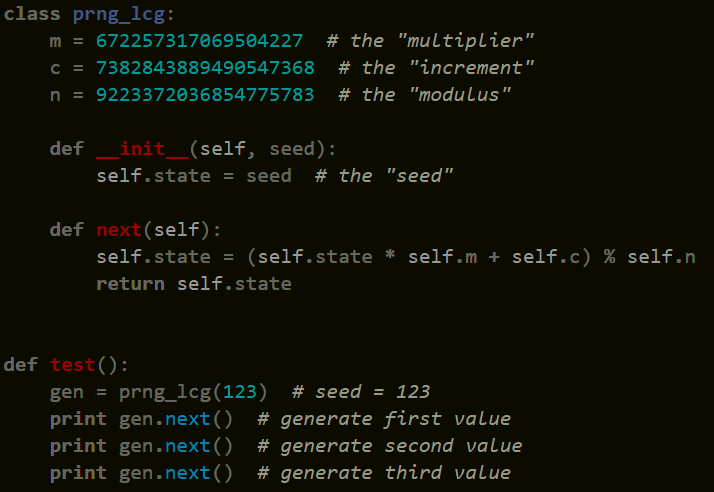 class prng_lcg:
    m = 672257317069504227  # the "multiplier"
    c = 7382843889490547368  # the "increment"
    n = 9223372036854775783  # the "modulus"

    def __init__(self, seed):
        self.state = seed  # the "seed"

    def next(self):
        self.state = (self.state * self.m + self.c) % self.n
        return self.state


def test():
    gen = prng_lcg(123)  # seed = 123
    print gen.next()  # generate first value
    print gen.next()  # generate second value
    print gen.next()  # generate third value